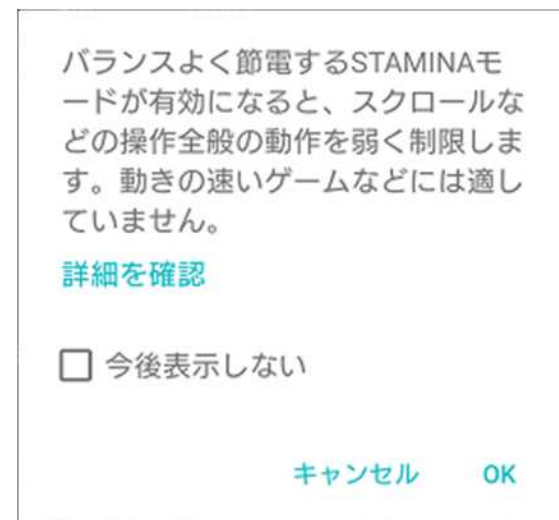 バランスよく節電するSTAMINAモ
ードが有効になると、スクロールな
どの操作全般の動作を弱く制限しま
す。動きの速いゲームなどには適し
ていません。
詳細を確認
今後表示しない
キャンセル OK